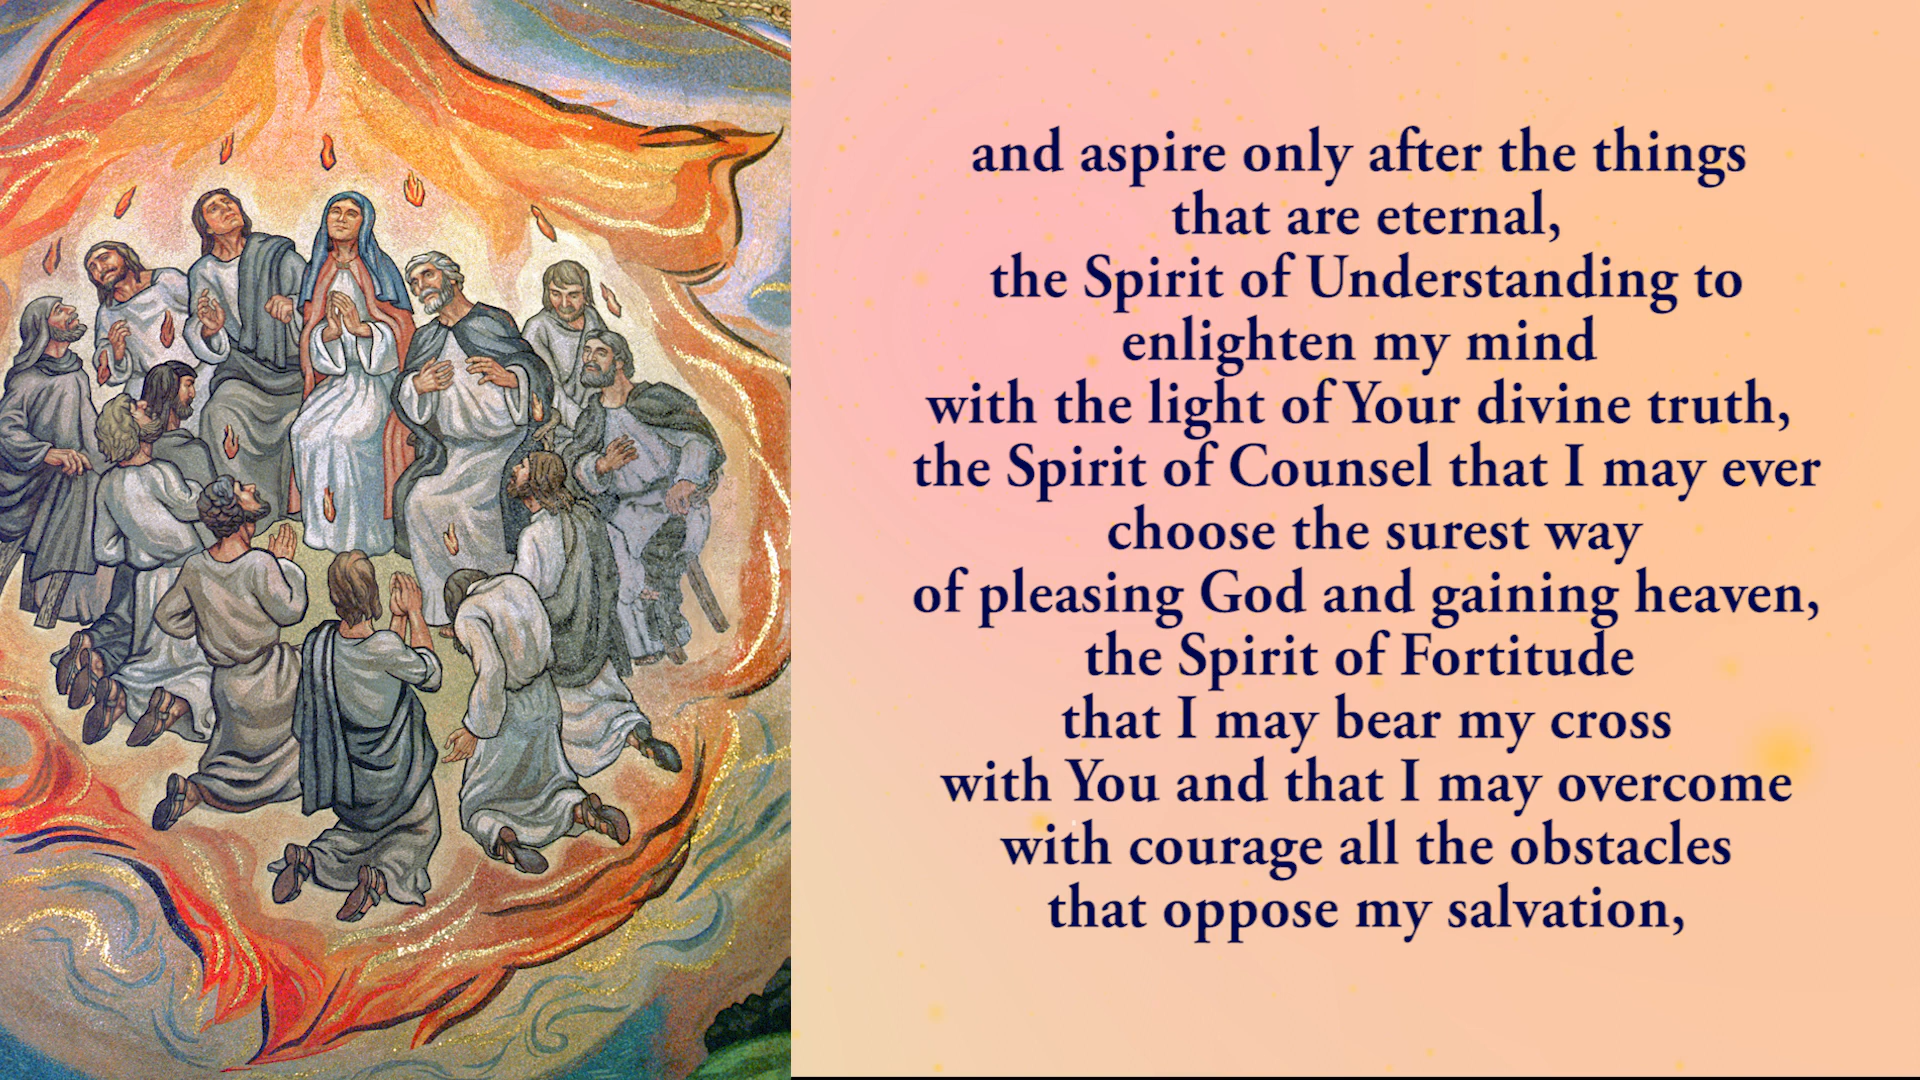 and aspire only after the things
that are eternal,
the Spirit of Understanding to
enlighten my mind
with the light of Your divine truth,
the Spirit of Counsel that I may ever
choose the surest way
of pleasing God and gaining heaven,
the Spirit of Fortitude
that I may bear my cross
with You and that I may overcome
with courage all the obstacles
that oppose my salvation,